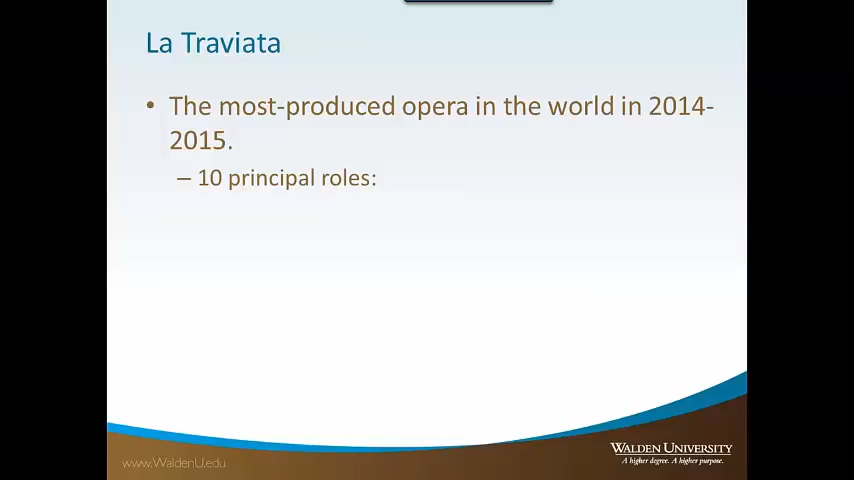 La Traviata
• The most-produced opera in the world in 2014-
2015.
– 10 principal roles:
www.WaldenU.edu
WALDEN UNIVERSITY
A higher degree. A higher purpose.